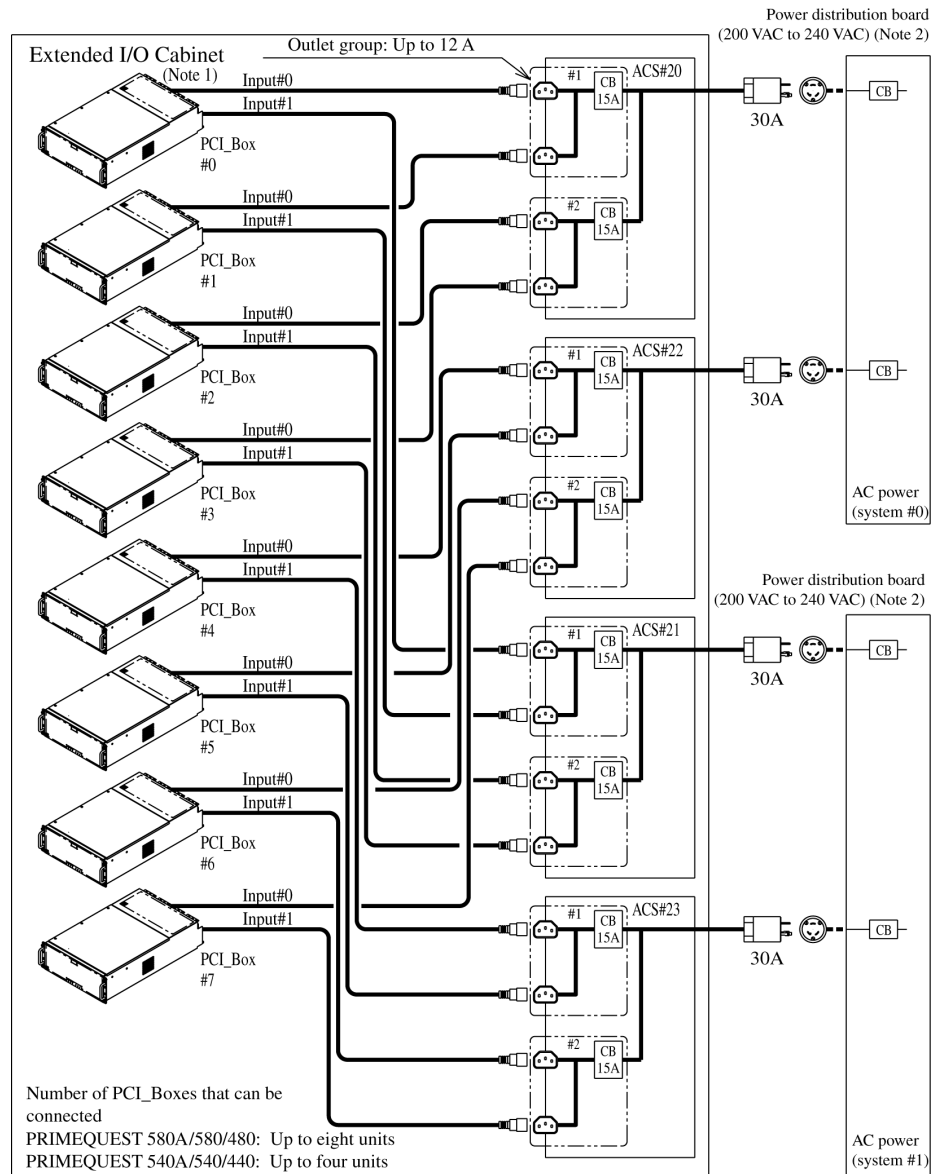 Power distribution board
(200 VAC to 240 VAC) (Note 2)
Extended I/O Cabinet
(Note 1)
Outlet group: Up to 12 A
Input#0
Input#1
PCI_Box
#0
Input#0
Input#1
PCI_Box
#1
Input#0
Input#1
PCI_Box
#2
Input#0
Input#1
PCI_Box
#3
Input#0
Input#1
PCI_Box
#4
Input#0
Input#1
PCI_Box
#5
Input#0
Input#1
PCI_Box
#6
Input#0
Input#1
PCI_Box
#7
#1
CB
15A
ACS#20
30A
CB
#2
CB
15A
#1
CB
15A
ACS#22
30A
CB
#2
CB
15A
AC power
(system #0)
Power distribution board
(200 VAC to 240 VAC) (Note 2)
#1
CB
15A
ACS#21
30A
CB
#2
CB
15A
#1
CB
15A
ACS#23
30A
CB
#2
CB
15A
AC power
(system #1)
Number of PCI_Boxes that can be
connected
PRIMEQUEST 580A/580/480: Up to eight units
PRIMEQUEST 540A/540/440: Up to four units